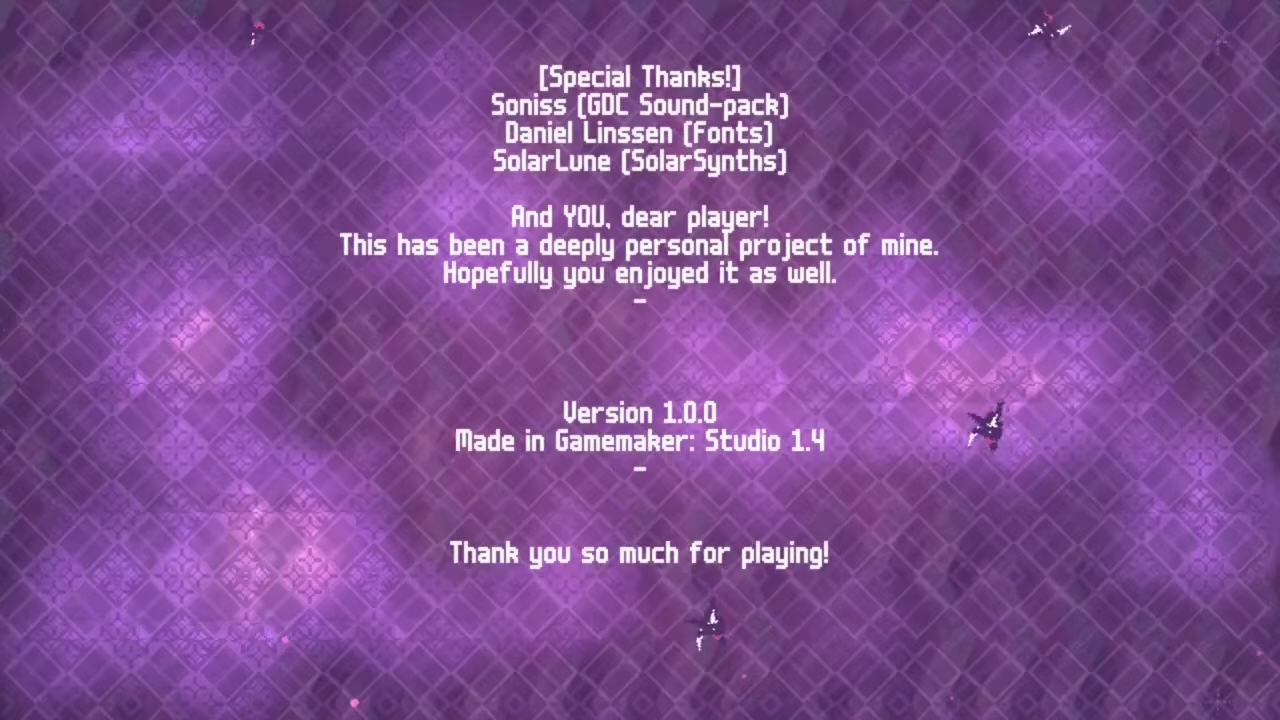 [Special Thanks!]
Soniss (GDC Sound-pack)
Daniel Linssen (Fonts)
SolarLune (SolarSynths)
And YOU, dear player!
This has been a deeply personal project of mine.
Hopefully you enjoyed it as well.
-
Version 1.0.0
Made in Gamemaker: Studio 1.4
-
Thank you so much for playing!